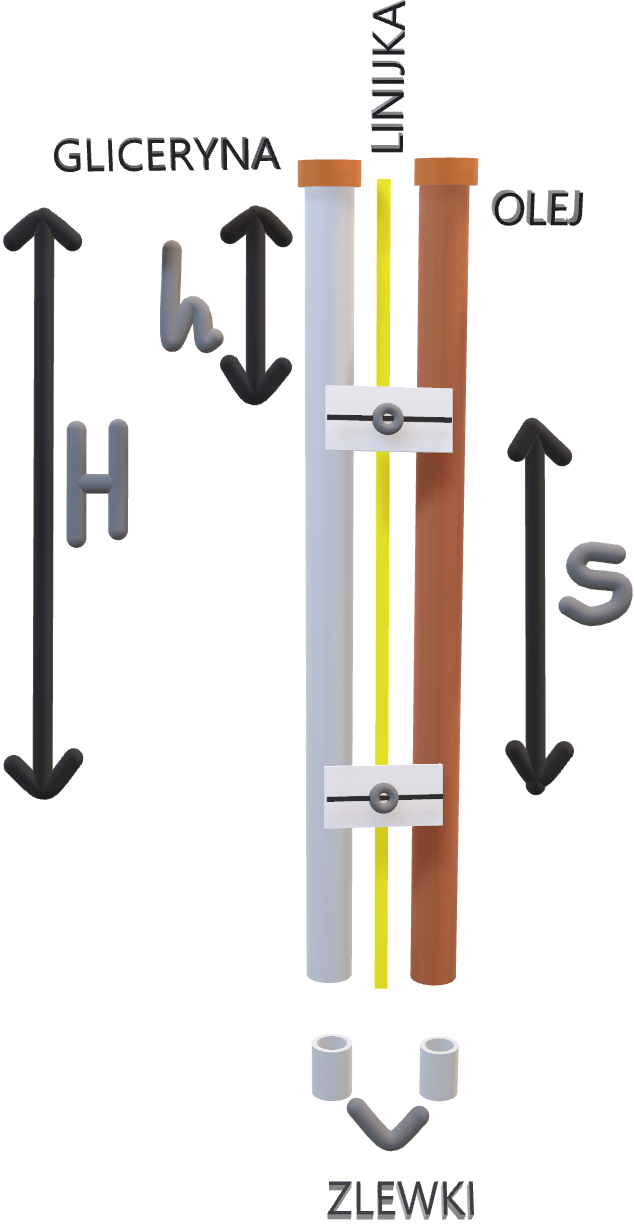 LINIJKA
GLICERYNA
OLEJ
h
H
S
ZLEWKI